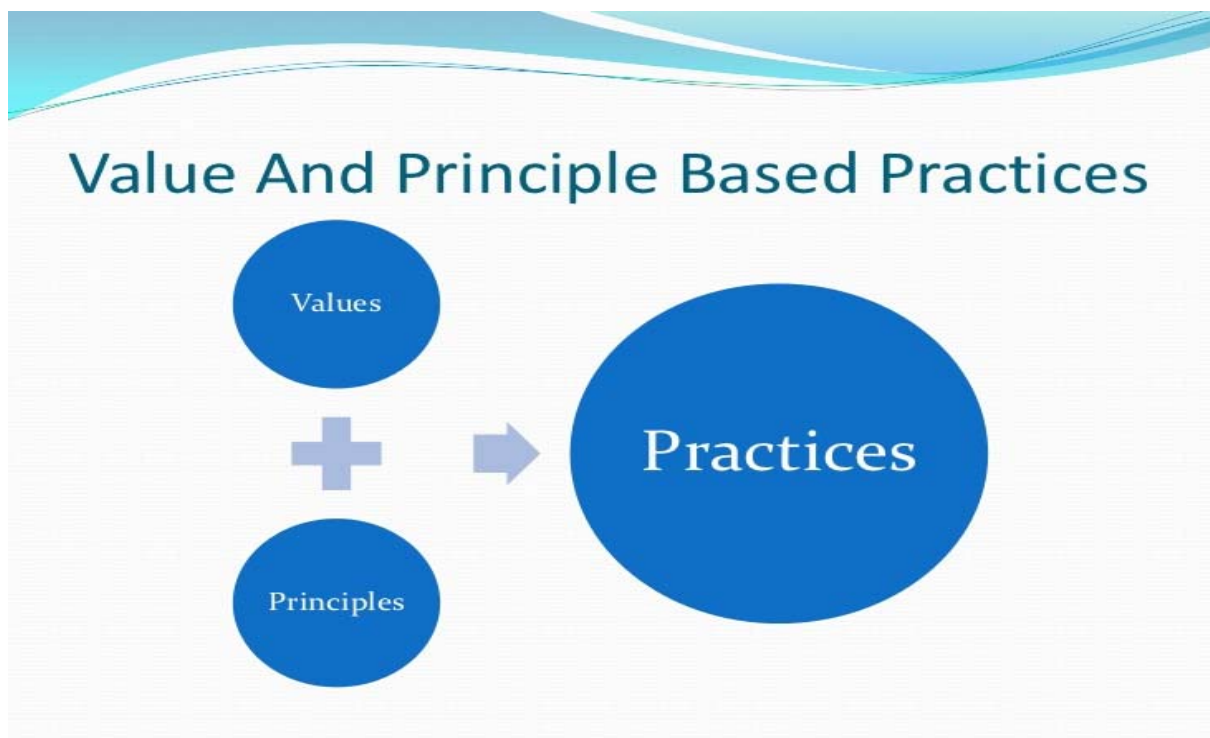 Value And Principle Based Practices
Values
Principles
Practices